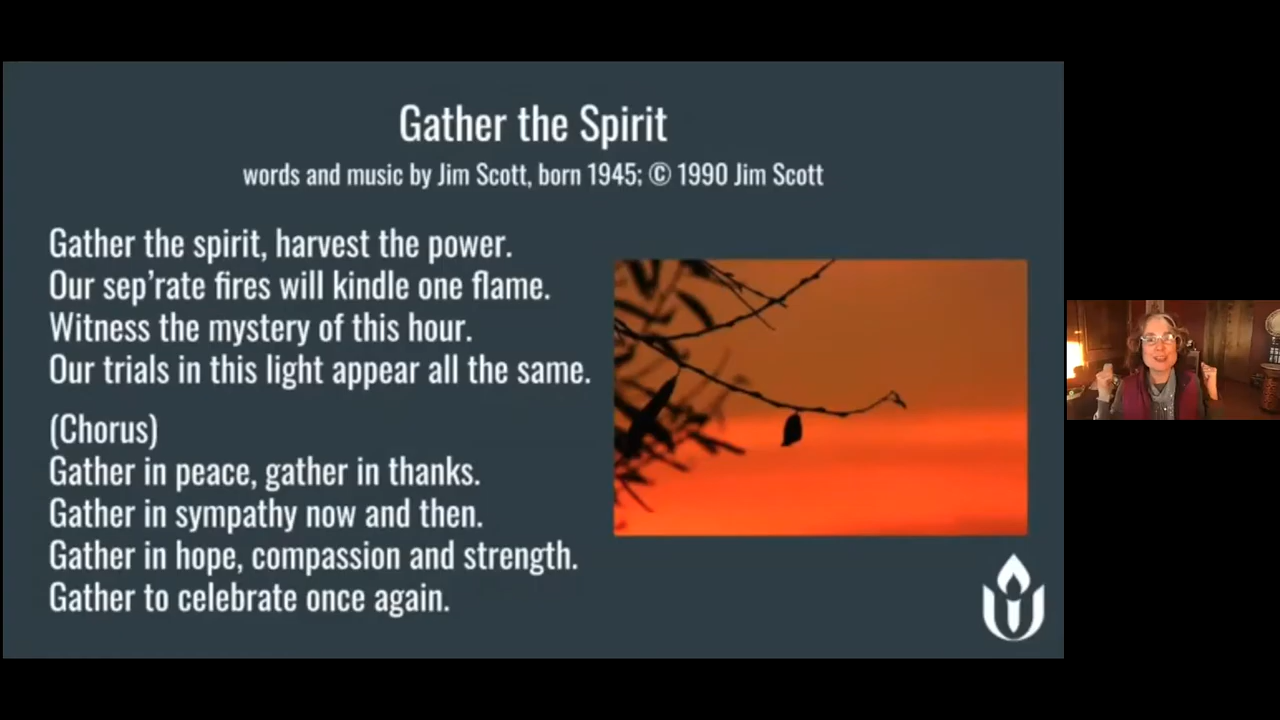 Gather the Spirit
words and music by Jim Scott, born 1945; © 1990 Jim Scott
Gather the spirit, harvest the power.
Our sep’rate fires will kindle one flame.
Witness the mystery of this hour.
Our trials in this light appear all the same.
(Chorus)
Gather in peace, gather in thanks.
Gather in sympathy now and then.
Gather in hope, compassion and strength.
Gather to celebrate once again.